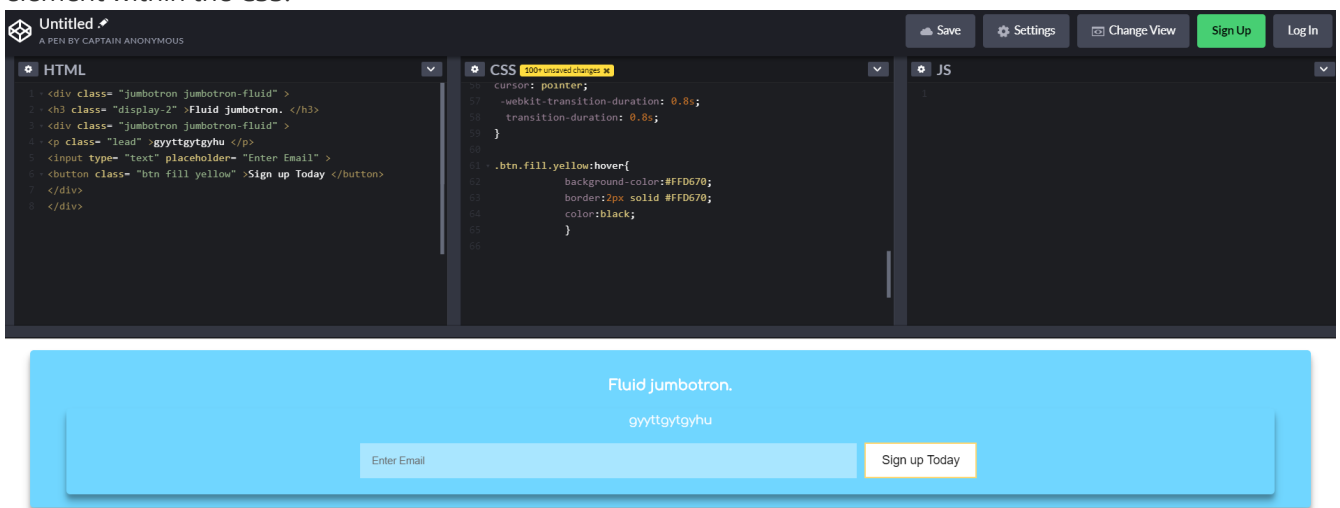 element within the CSS.
Untitled
A PEN BY CAPTAIN ANONYMOUS
Save
Settings
Change View
Sign Up
Log In
HTML
1 <div class= "jumbotron jumbotron-fluid" >
2 <h3 class= "display-2" >Fluid jumbotron. </h3>
3 <div class= "jumbotron jumbotron-fluid" >
4 <p class= "lead" >gyyttgytgyhu </p>
5 <input type= "text" placeholder= "Enter Email" >
6 <button class= "btn fill yellow" >Sign up Today </button>
7 </div>
8 </div>
CSS 100+ unsaved changes x
56 cursor: pointer;
57 -webkit-transition-duration: 0.8s;
58 transition-duration: 0.8s;
59 }
60
61 .btn.fill.yellow:hover{
62 background-color:#FFD670;
63 border:2px solid #FFD670;
64 color:black;
65 }
66
JS
1
Fluid jumbotron.
gyyttgytgyhu
Enter Email
Sign up Today